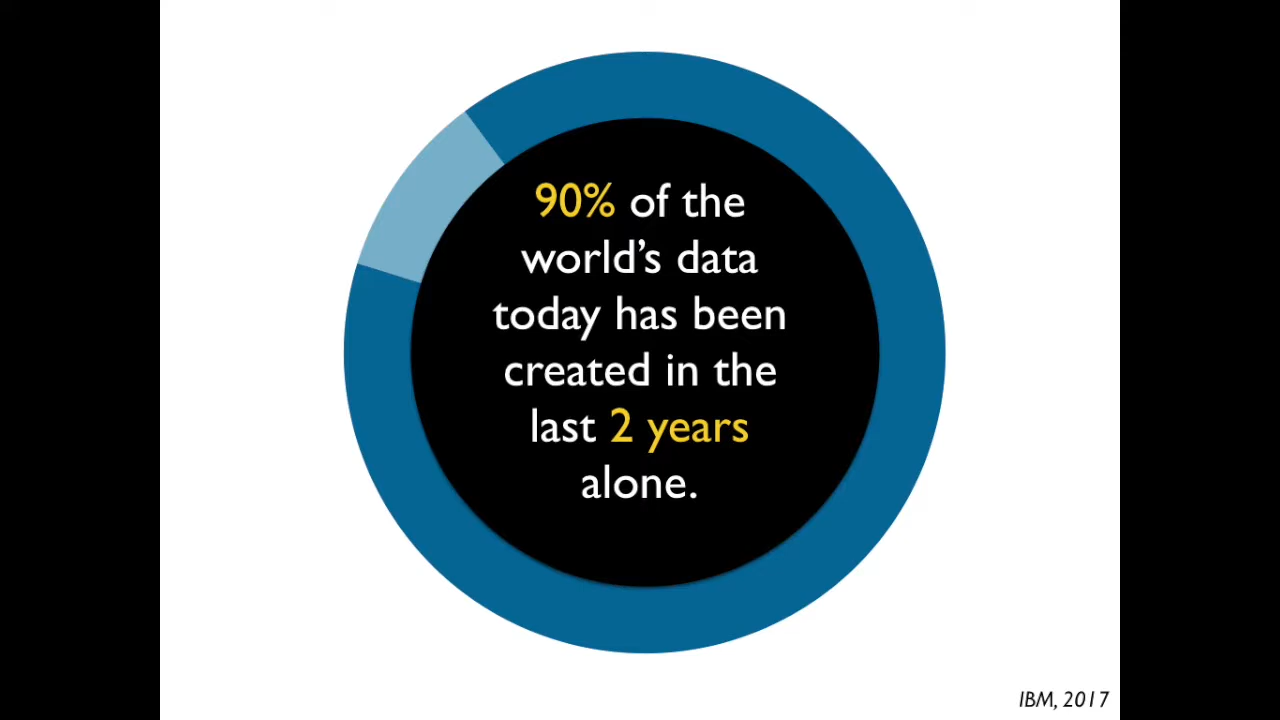 90% of the
world’s data
today has been
created in the
last 2 years
alone.
IBM, 2017